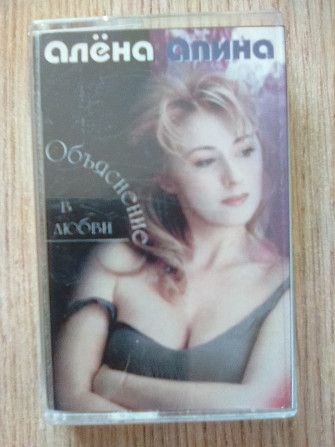 алёна апина
Объяснение
в
любви